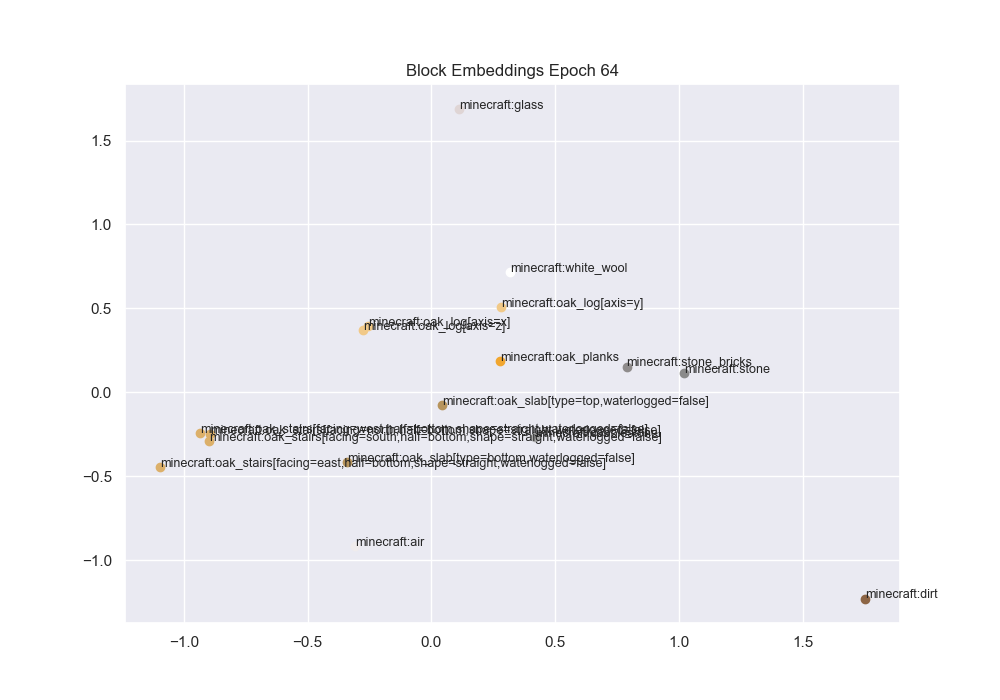 Block Embeddings Epoch 64
minecraft:glass
1.5
1.0
minecraft:white_wool
0.5
minecraft:oak_log[axis=y]
minecraft:oak_log[axis=x]
minecraft:oak_log[axis=z]
minecraft:oak_planks
minecraft:stone_bricks
minecraft:stone
0.0
minecraft:oak_slab[type=top,waterlogged=false]
minecraft:oak_stairs[facing=south,half=bottom,shape=straight,waterlogged=false]
minecraft:oak_slab[type=bottom,waterlogged=false]
minecraft:oak_stairs[facing=east,half=bottom,shape=straight,waterlogged=false]
−0.5
minecraft:air
−1.0
minecraft:dirt
−1.0 −0.5 0.0 0.5 1.0 1.5